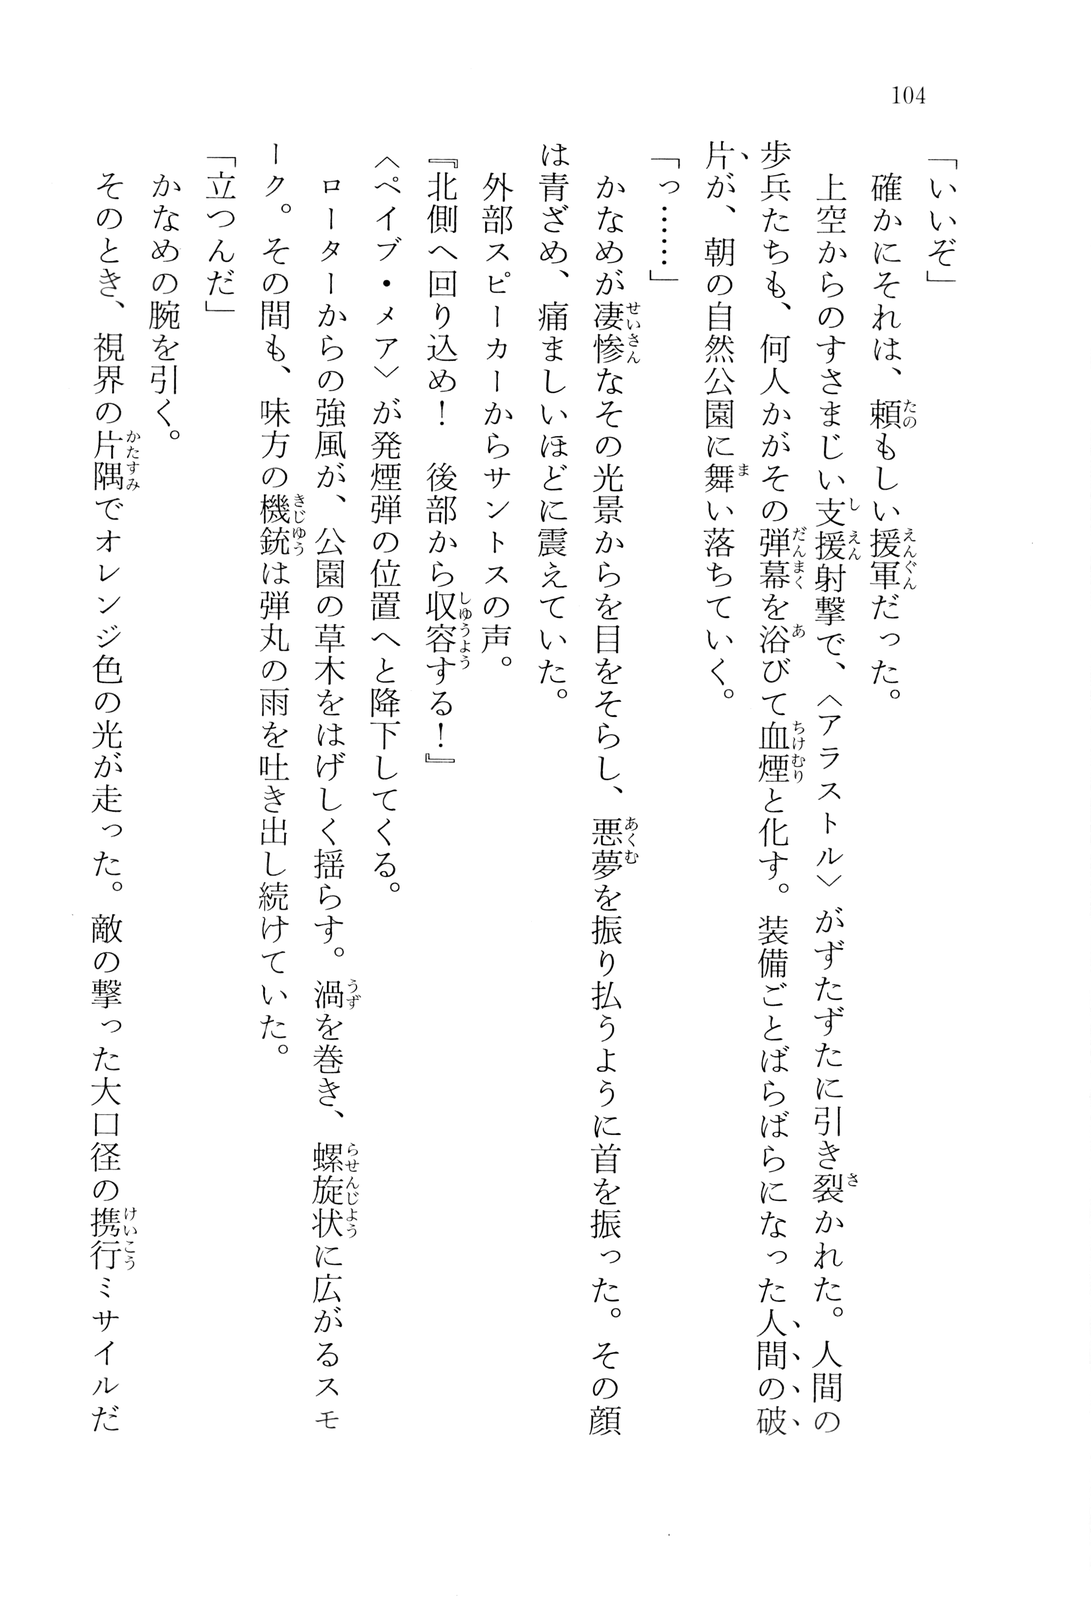 104
「いいぞ」
確かにそれは、頼もしい援軍だった。
上空からのすさまじい支援射撃で、〈アラストル〉がずたずたに引き裂かれた。人間の
歩兵たちも、何人かがその弾幕を浴びて血煙と化す。装備ごとばらばらになった人間の破
片が、朝の自然公園に舞い落ちていく。
「っ……」
かなめが凄惨なその光景からを目をそらし、悪夢を振り払うように首を振った。その顔
は青ざめ、痛ましいほどに震えていた。
外部スピーカーからサントスの声。
『北側へ回り込め！　後部から収容する！』
〈ペイブ・メア〉が発煙弾の位置へと降下してくる。
ローターからの強風が、公園の草木をはげしく揺らす。渦を巻き、螺旋状に広がるスモ
ーク。その間も、味方の機銃は弾丸の雨を吐き出し続けていた。
「立つんだ」
かなめの腕を引く。
そのとき、視界の片隅でオレンジ色の光が走った。敵の撃った大口径の携行ミサイルだ